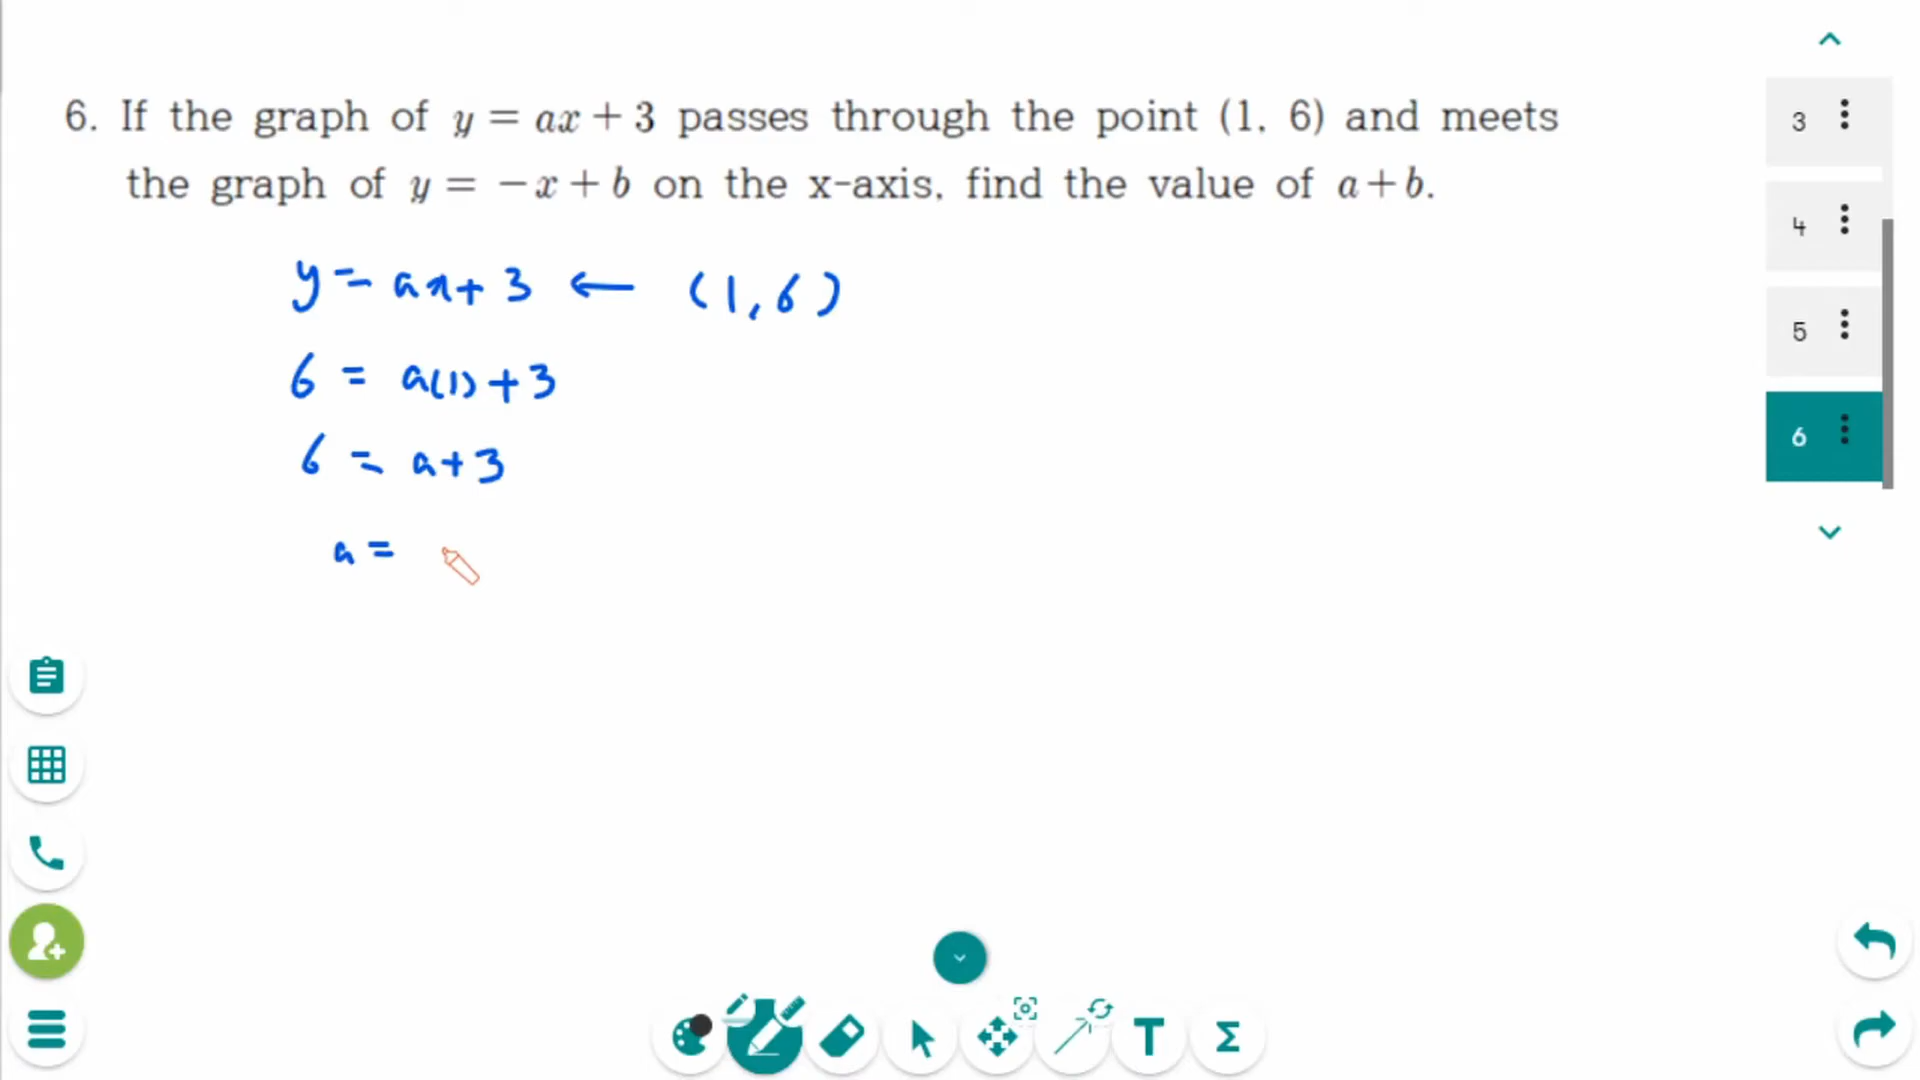 6. If the graph of y = ax + 3 passes through the point (1, 6) and meets
the graph of y = −x + b on the x-axis, find the value of a + b.
y = ax + 3 ← (1, 6)
6 = a(1) + 3
6 = a + 3
a =
3
4
5
6
T
Σ